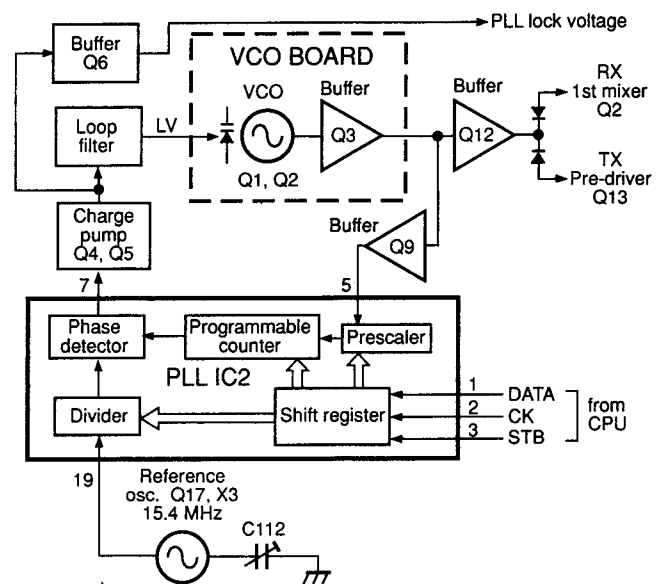 PLL lock voltage
Buffer
Q6
VCO BOARD
VCO
Buffer
Q3
Q1, Q2
Loop
filter
LV
Buffer
Q12
RX
1st mixer
Q2
TX
Pre-driver
Q13
Charge
pump
Q4, Q5
Buffer
Q9
7
5
Phase
detector
Programmable
counter
Prescaler
PLL IC2
Divider
Shift register
1
DATA
2
CK
3
STB
from
CPU
19
Reference
osc. Q17, X3
15.4 MHz
C112